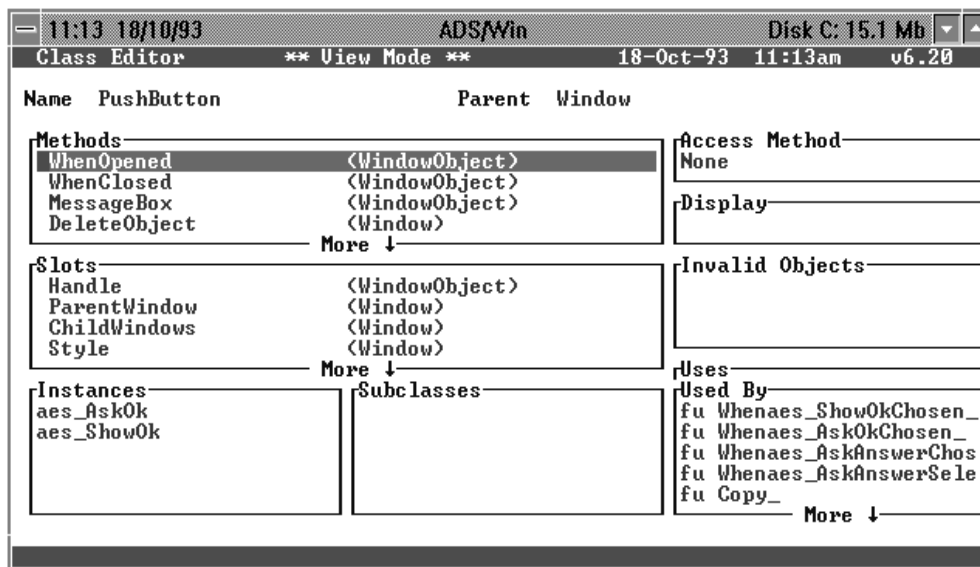 11:13 18/10/93 ADS/Win Disk C: 15.1 Mb
Class Editor ** View Mode ** 18-Oct-93 11:13am v6.20
Name PushButton Parent Window
Methods
WhenOpened (WindowObject)
WhenClosed (WindowObject)
MessageBox (WindowObject)
DeleteObject (Window)
More ↓
Access Method
None
Display
Slots
Handle (WindowObject)
ParentWindow (Window)
ChildWindows (Window)
Style (Window)
More ↓
Invalid Objects
Instances
aes_AskOk
aes_ShowOk
Subclasses
Uses
Used By
fu Whenaes_ShowOkChosen_
fu Whenaes_AskOkChosen_
fu Whenaes_AskAnswerChos
fu Whenaes_AskAnswerSele
fu Copy_
More ↓